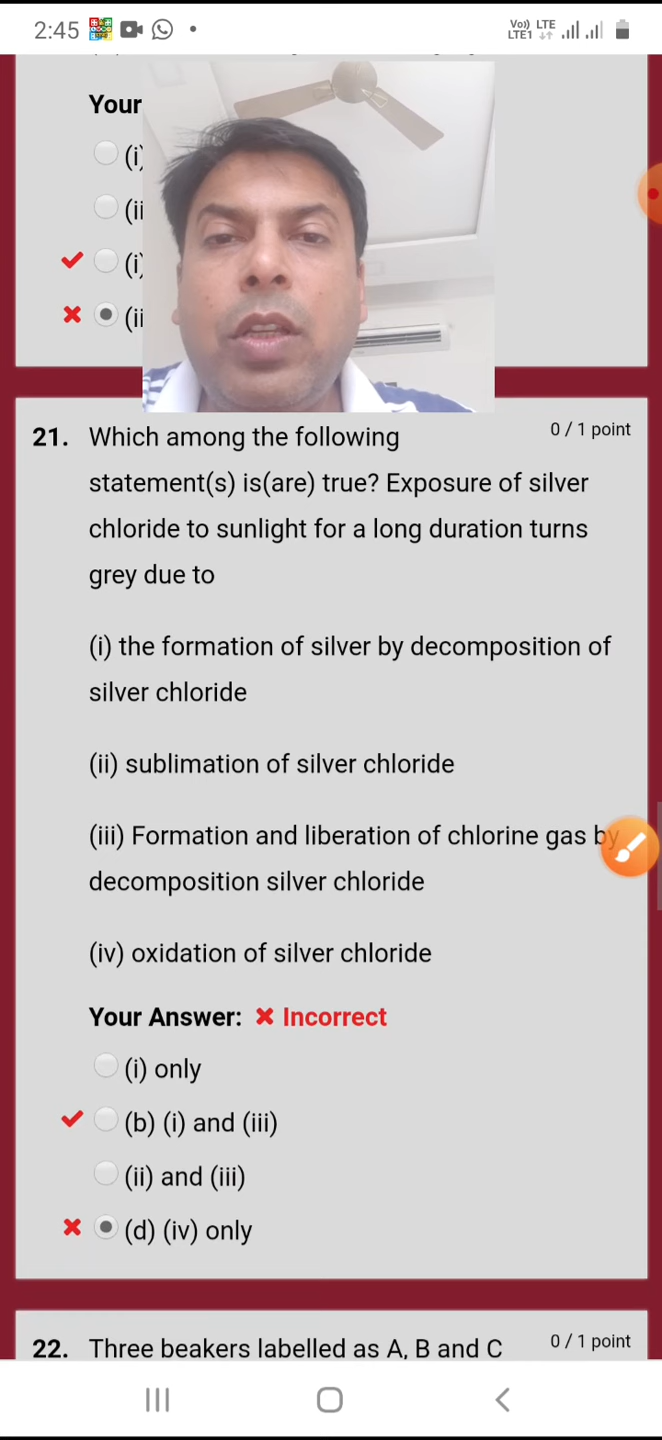 2:45
Vo)) LTE
LTE1
Your
(i)
(ii
(i)
(ii
21. Which among the following 0 / 1 point
statement(s) is(are) true? Exposure of silver
chloride to sunlight for a long duration turns
grey due to
(i) the formation of silver by decomposition of
silver chloride
(ii) sublimation of silver chloride
(iii) Formation and liberation of chlorine gas by
decomposition silver chloride
(iv) oxidation of silver chloride
Your Answer: ✖ Incorrect
(i) only
(b) (i) and (iii)
(ii) and (iii)
(d) (iv) only
22. Three beakers labelled as A, B and C 0 / 1 point